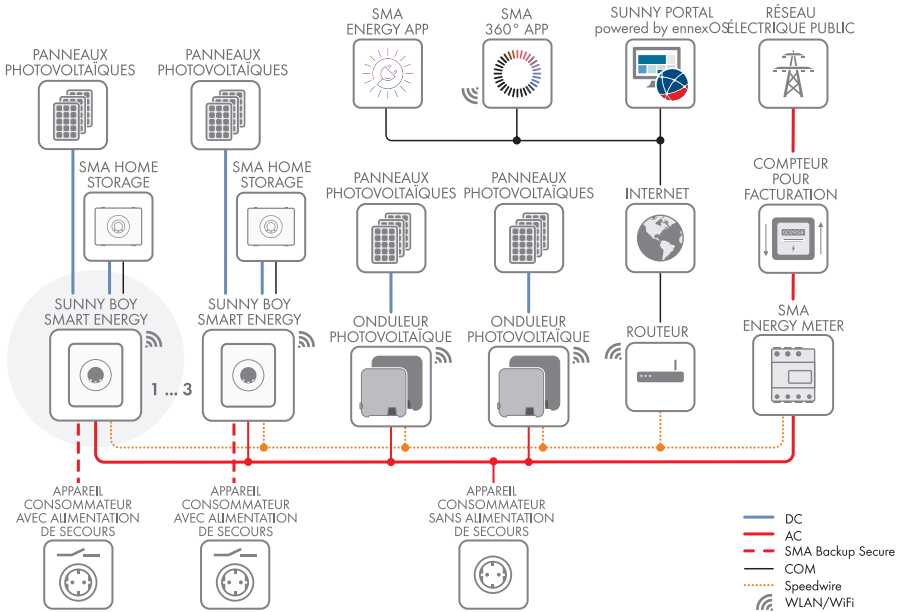 SMA
ENERGY APP
SMA
360° APP
SUNNY PORTAL
powered by ennexOS
RÉSEAU
ÉLECTRIQUE PUBLIC
PANNEAUX
PHOTOVOLTAÏQUES
PANNEAUX
PHOTOVOLTAÏQUES
SMA HOME
STORAGE
SMA HOME
STORAGE
PANNEAUX
PHOTOVOLTAÏQUES
PANNEAUX
PHOTOVOLTAÏQUES
INTERNET
COMPTEUR
POUR
FACTURATION
SUNNY BOY
SMART ENERGY
1 ... 3
SUNNY BOY
SMART ENERGY
ONDULEUR
PHOTOVOLTAÏQUE
ONDULEUR
PHOTOVOLTAÏQUE
ROUTEUR
SMA
ENERGY METER
APPAREIL
CONSOMMATEUR
AVEC ALIMENTATION
DE SECOURS
APPAREIL
CONSOMMATEUR
AVEC ALIMENTATION
DE SECOURS
APPAREIL
CONSOMMATEUR
SANS ALIMENTATION
DE SECOURS
DC
AC
SMA Backup Secure
COM
Speedwire
WLAN/WiFi